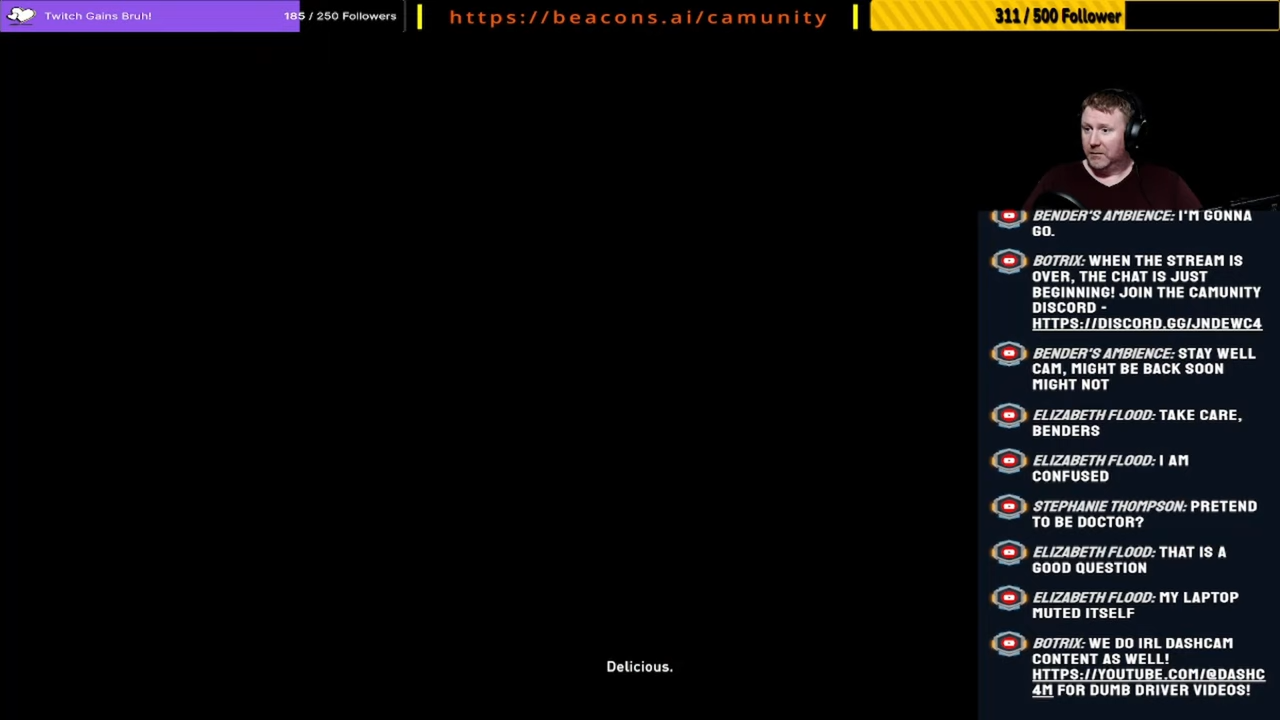 Twitch Gains Bruh!
185 / 250 Followers
https://beacons.ai/camunity
311 / 500 Follower
BENDER'S AMBIENCE: I'M GONNA
GO.
BOTRIX: WHEN THE STREAM IS
OVER, THE CHAT IS JUST
BEGINNING! JOIN THE CAMUNITY
DISCORD -
HTTPS://DISCORD.GG/JNDEWC4
BENDER'S AMBIENCE: STAY WELL
CAM, MIGHT BE BACK SOON
MIGHT NOT
ELIZABETH FLOOD: TAKE CARE,
BENDERS
ELIZABETH FLOOD: I AM
CONFUSED
STEPHANIE THOMPSON: PRETEND
TO BE DOCTOR?
ELIZABETH FLOOD: THAT IS A
GOOD QUESTION
ELIZABETH FLOOD: MY LAPTOP
MUTED ITSELF
BOTRIX: WE DO IRL DASHCAM
CONTENT AS WELL!
HTTPS://YOUTUBE.COM/@DASHC
4M FOR DUMB DRIVER VIDEOS!
Delicious.